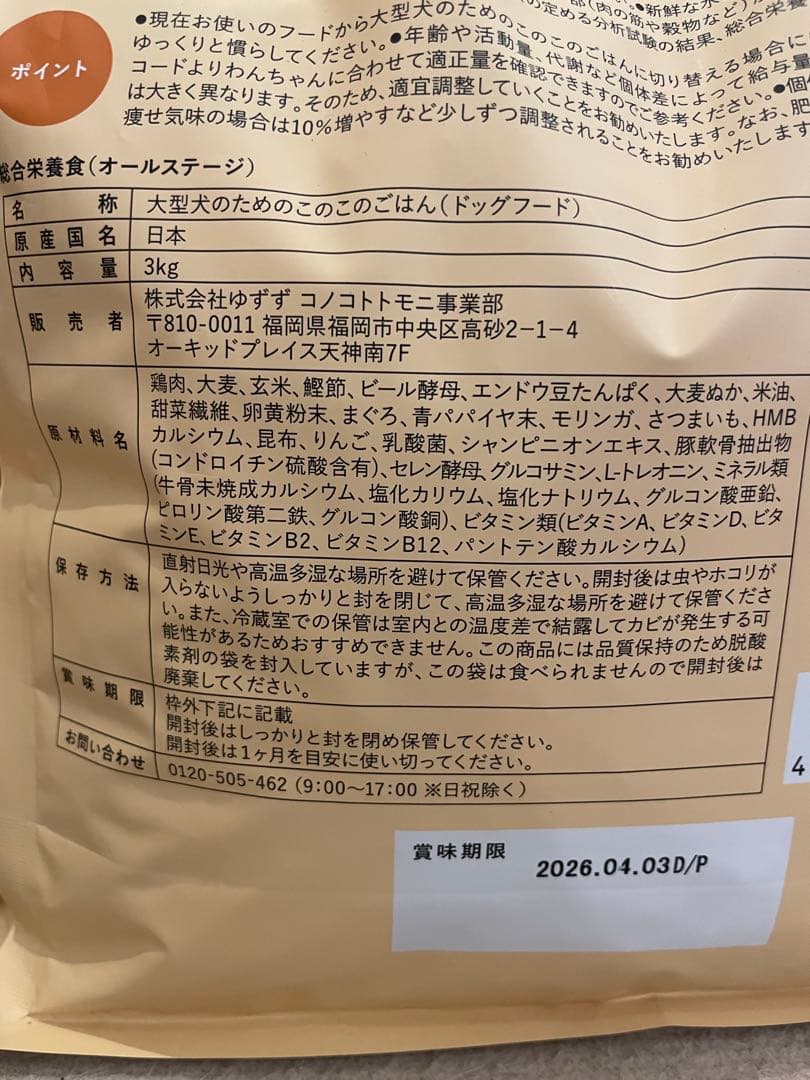 ポイント
●現在お使いのフードから大型犬のためのこのこのごはんに切り替える場合に
ゆっくりと慣らしてください。●年齢や活動量、代謝など個体差によって給与量
コードよりわんちゃんに合わせて適正量を確認できますのでご参考ください。●個
は大きく異なります。そのため、適宜調整していくことをお勧めいたします。なお、肥
痩せ気味の場合は10%増やすなど少しずつ調整されることをお勧めいたします
部(肉の筋や穀物など)が
●新鮮な水
の定める分析試験の結果、総合栄養
総合栄養食(オールステージ)
名 称 大型犬のためのこのこのごはん(ドッグフード)
原産国名 日本
内容量 3kg
販売者 株式会社ゆずず コノコトトモニ事業部
〒810-0011 福岡県福岡市中央区高砂2-1-4
オーキッドプレイス天神南7F
原材料名 鶏肉、大麦、玄米、鰹節、ビール酵母、エンドウ豆たんぱく、大麦ぬか、米油、
甜菜繊維、卵黄粉末、まぐろ、青パパイヤ末、モリンガ、さつまいも、HMB
カルシウム、昆布、りんご、乳酸菌、シャンピニオンエキス、豚軟骨抽出物
(コンドロイチン硫酸含有)、セレン酵母、グルコサミン、L-トレオニン、ミネラル類
(牛骨未焼成カルシウム、塩化カリウム、塩化ナトリウム、グルコン酸亜鉛、
ピロリン酸第二鉄、グルコン酸銅)、ビタミン類(ビタミンA、ビタミンD、ビタ
ミンE、ビタミンB2、ビタミンB12、パントテン酸カルシウム)
保存方法 直射日光や高温多湿な場所を避けて保管ください。開封後は虫やホコリが
入らないようしっかりと封を閉じて、高温多湿な場所を避けて保管くださ
い。また、冷蔵室での保管は室内との温度差で結露してカビが発生する可
能性があるためおすすめできません。この商品には品質保持のため脱酸
素剤の袋を封入していますが、この袋は食べられませんので開封後は
廃棄してください。
賞味期限 枠外下記に記載
開封後はしっかりと封を閉め保管してください。
開封後は1ヶ月を目安に使い切ってください。
お問い合わせ 0120-505-462 (9:00〜17:00 ※日祝除く)
4
賞味期限 2026.04.03D/P